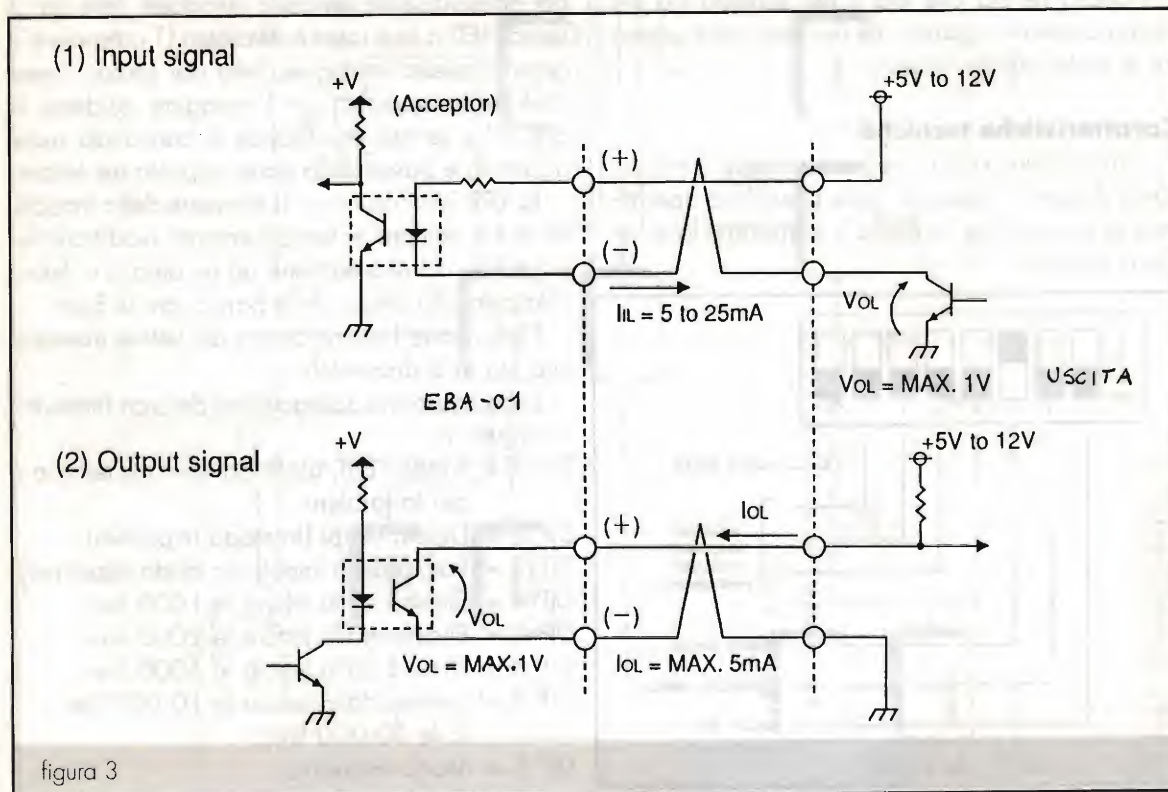 (1) Input signal
+V
(Acceptor)
+5V to 12V
(+)
(-)
IIL = 5 to 25mA
VOL
VOL = MAX. 1V
USCITA
EBA-01
(2) Output signal
+V
+5V to 12V
(+)
IOL
VOL
(-)
VOL = MAX.1V
IOL = MAX. 5mA
figura 3